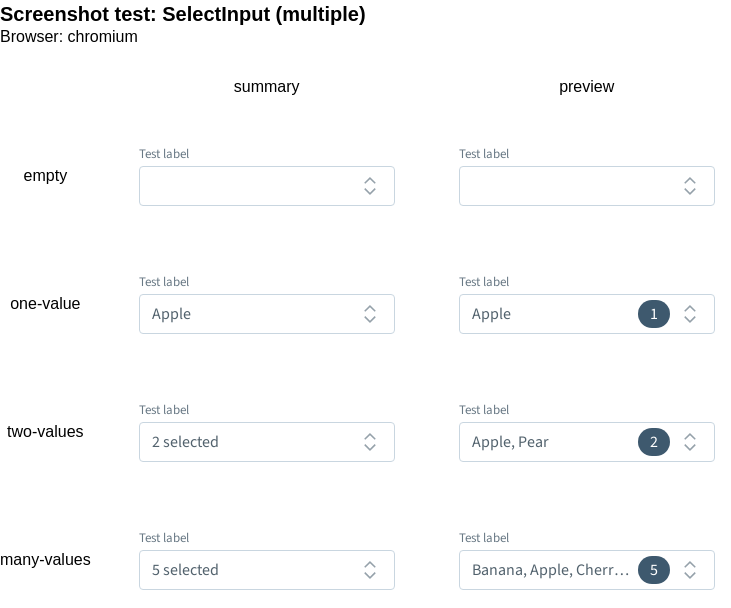 Screenshot test: SelectInput (multiple)
Browser: chromium
summary preview
Test label Test label
empty
Test label Test label
one-value Apple Apple 1
Test label Test label
two-values 2 selected Apple, Pear 2
Test label Test label
many-values 5 selected Banana, Apple, Cherr… 5